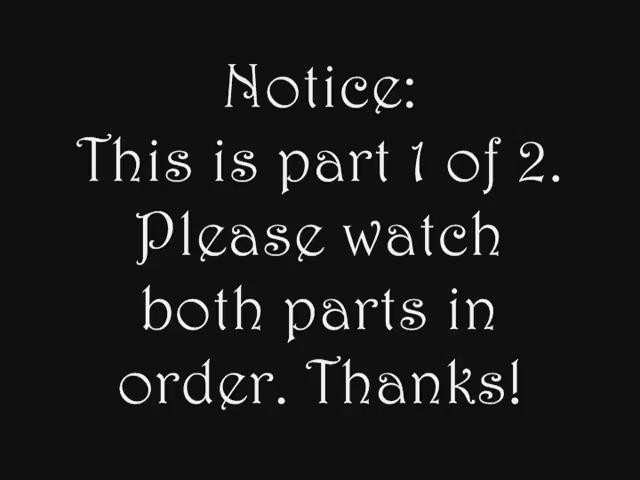 Notice:
This is part 1 of 2.
Please watch
both parts in
order. Thanks!